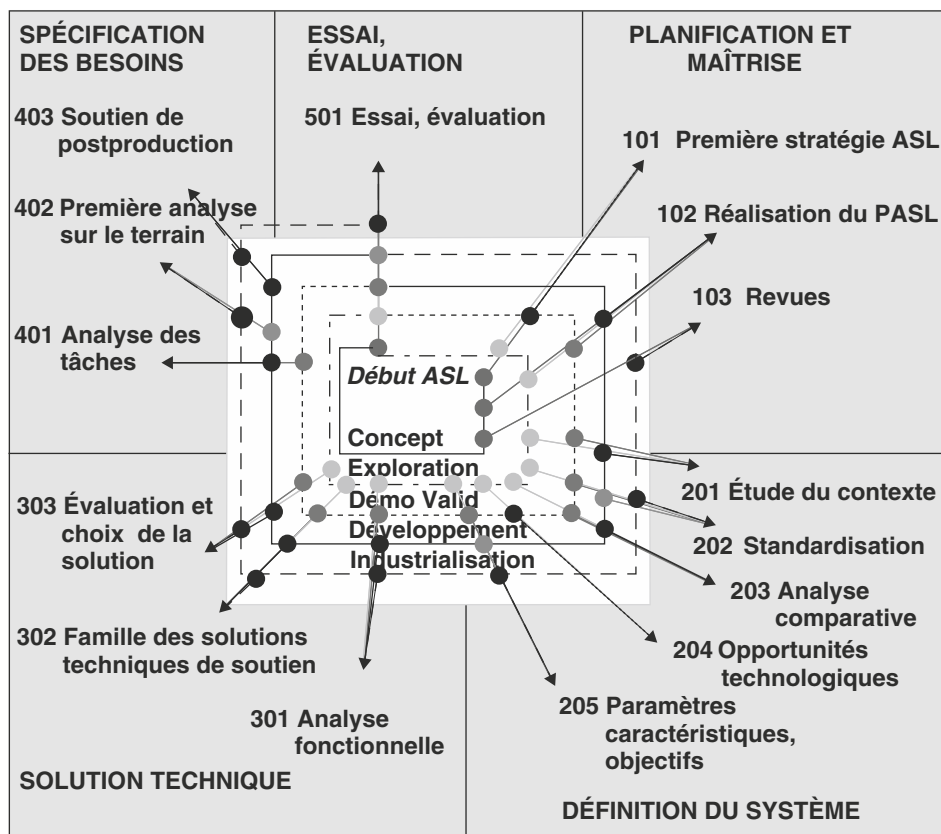 SPÉCIFICATION
DES BESOINS
403 Soutien de
postproduction
402 Première analyse
sur le terrain
401 Analyse des
tâches
ESSAI,
ÉVALUATION
501 Essai, évaluation
PLANIFICATION ET
MAÎTRISE
101 Première stratégie ASL
102 Réalisation du PASL
103 Revues
Début ASL
Concept
Exploration
Démo Valid
Développement
Industrialisation
201 Étude du contexte
202 Standardisation
203 Analyse
comparative
204 Opportunités
technologiques
205 Paramètres
caractéristiques,
objectifs
DÉFINITION DU SYSTÈME
303 Évaluation et
choix de la
solution
302 Famille des solutions
techniques de soutien
301 Analyse
fonctionnelle
SOLUTION TECHNIQUE